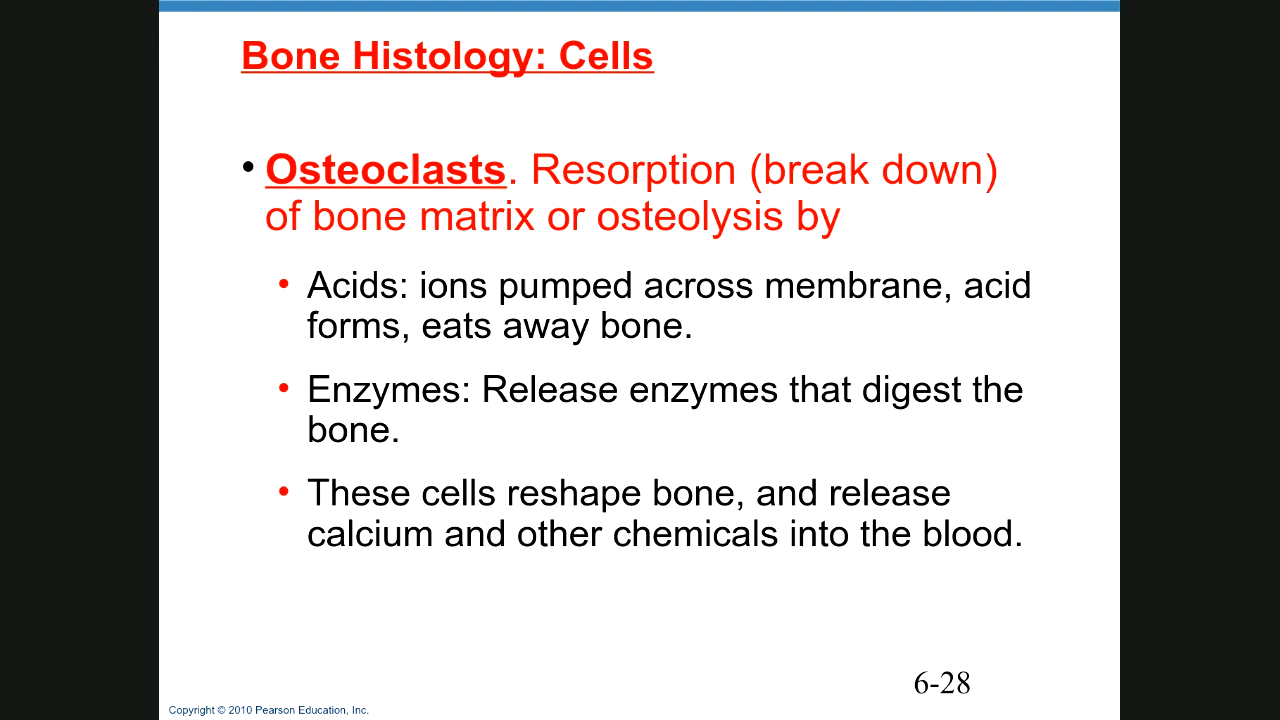 Bone Histology: Cells
• Osteoclasts. Resorption (break down)
of bone matrix or osteolysis by
• Acids: ions pumped across membrane, acid
forms, eats away bone.
• Enzymes: Release enzymes that digest the
bone.
• These cells reshape bone, and release
calcium and other chemicals into the blood.
6-28
Copyright © 2010 Pearson Education, Inc.